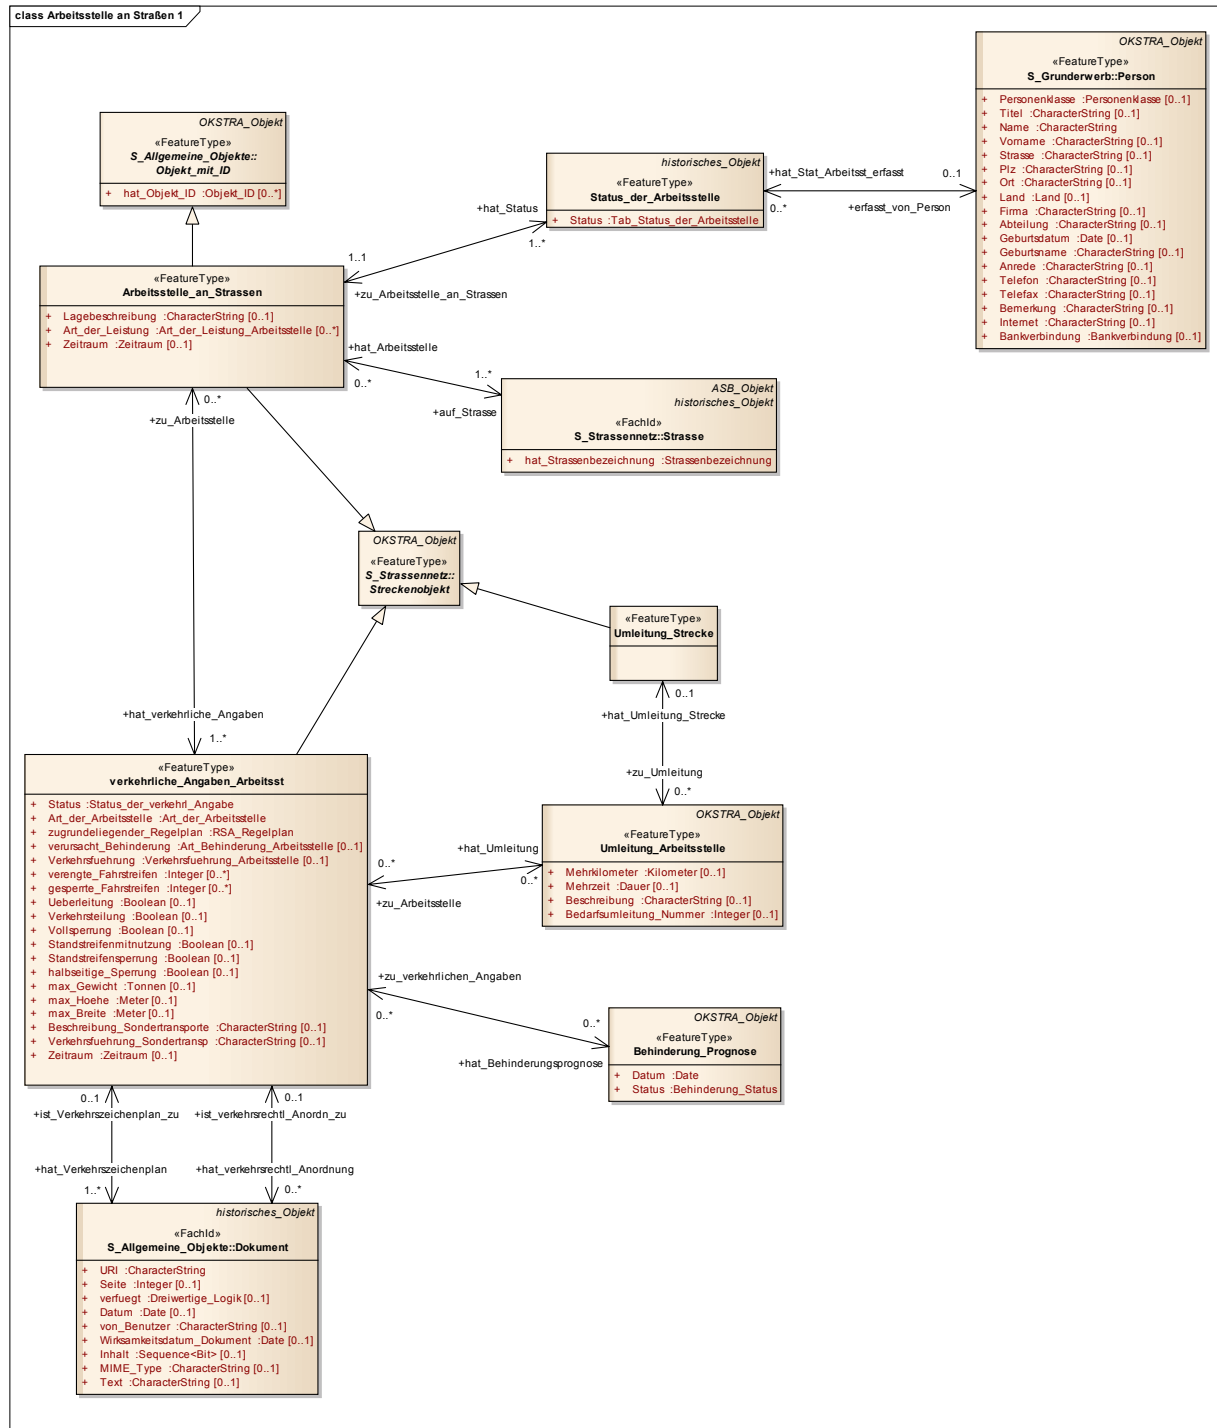 class Arbeitsstelle an Straßen 1
OKSTRA_Objekt
«FeatureType»
S_Grunderwerb::Person
+ Personenklasse :Personenklasse [0..1]
+ Titel :CharacterString [0..1]
+ Name :CharacterString
+ Vorname :CharacterString [0..1]
+ Strasse :CharacterString [0..1]
+ Plz :CharacterString [0..1]
+ Ort :CharacterString [0..1]
+ Land :Land [0..1]
+ Firma :CharacterString [0..1]
+ Abteilung :CharacterString [0..1]
+ Geburtsdatum :Date [0..1]
+ Geburtsname :CharacterString [0..1]
+ Anrede :CharacterString [0..1]
+ Telefon :CharacterString [0..1]
+ Telefax :CharacterString [0..1]
+ Bemerkung :CharacterString [0..1]
+ Internet :CharacterString [0..1]
+ Bankverbindung :Bankverbindung [0..1]
OKSTRA_Objekt
«FeatureType»
S_Allgemeine_Objekte::
Objekt_mit_ID
+ hat_Objekt_ID :Objekt_ID [0..*]
historisches_Objekt
«FeatureType»
Status_der_Arbeitsstelle
+ Status :Tab_Status_der_Arbeitsstelle
+hat_Stat_Arbeitsst_erfasst
0..1
0..*
+erfasst_von_Person
+hat_Status
1..*
1..1
+zu_Arbeitsstelle_an_Strassen
«FeatureType»
Arbeitsstelle_an_Strassen
+ Lagebeschreibung :CharacterString [0..1]
+ Art_der_Leistung :Art_der_Leistung_Arbeitsstelle [0..*]
+ Zeitraum :Zeitraum [0..1]
+hat_Arbeitsstelle
0..*
1..*
+auf_Strasse
ASB_Objekt
historisches_Objekt
«FachId»
S_Strassennetz::Strasse
+ hat_Strassenbezeichnung :Strassenbezeichnung
0..*
+zu_Arbeitsstelle
OKSTRA_Objekt
«FeatureType»
S_Strassennetz::
Streckenobjekt
«FeatureType»
Umleitung_Strecke
0..1
+hat_Umleitung_Strecke
+zu_Umleitung
0..*
+hat_verkehrliche_Angaben
1..*
«FeatureType»
verkehrliche_Angaben_Arbeitsst
+ Status :Status_der_verkehrl_Angabe
+ Art_der_Arbeitsstelle :Art_der_Arbeitsstelle
+ zugrundeliegender_Regelplan :RSA_Regelplan
+ verursacht_Behinderung :Art_Behinderung_Arbeitsstelle [0..1]
+ Verkehrsfuehrung :Verkehrsfuehrung_Arbeitsstelle [0..1]
+ verengte_Fahrstreifen :Integer [0..*]
+ gesperrte_Fahrstreifen :Integer [0..*]
+ Ueberleitung :Boolean [0..1]
+ Verkehrsteilung :Boolean [0..1]
+ Vollsperrung :Boolean [0..1]
+ Standstreifenmitnutzung :Boolean [0..1]
+ Standstreifensperrung :Boolean [0..1]
+ halbseitige_Sperrung :Boolean [0..1]
+ max_Gewicht :Tonnen [0..1]
+ max_Hoehe :Meter [0..1]
+ max_Breite :Meter [0..1]
+ Beschreibung_Sondertransporte :CharacterString [0..1]
+ Verkehrsfuehrung_Sondertransp :CharacterString [0..1]
+ Zeitraum :Zeitraum [0..1]
OKSTRA_Objekt
«FeatureType»
Umleitung_Arbeitsstelle
+ Mehrkilometer :Kilometer [0..1]
+ Mehrzeit :Dauer [0..1]
+ Beschreibung :CharacterString [0..1]
+ Bedarfsumleitung_Nummer :Integer [0..1]
+hat_Umleitung
0..*
0..*
+zu_Arbeitsstelle
+zu_verkehrlichen_Angaben
0..*
0..*
+hat_Behinderungsprognose
OKSTRA_Objekt
«FeatureType»
Behinderung_Prognose
+ Datum :Date
+ Status :Behinderung_Status
0..1
+ist_Verkehrszeichenplan_zu
0..1
+ist_verkehrsrechtl_Anordn_zu
+hat_Verkehrszeichenplan
1..*
+hat_verkehrsrechtl_Anordnung
0..*
historisches_Objekt
«FachId»
S_Allgemeine_Objekte::Dokument
+ URI :CharacterString
+ Seite :Integer [0..1]
+ verfuegt :Dreiwertige_Logik [0..1]
+ Datum :Date [0..1]
+ von_Benutzer :CharacterString [0..1]
+ Wirksamkeitsdatum_Dokument :Date [0..1]
+ Inhalt :Sequence<Bit> [0..1]
+ MIME_Type :CharacterString [0..1]
+ Text :CharacterString [0..1]